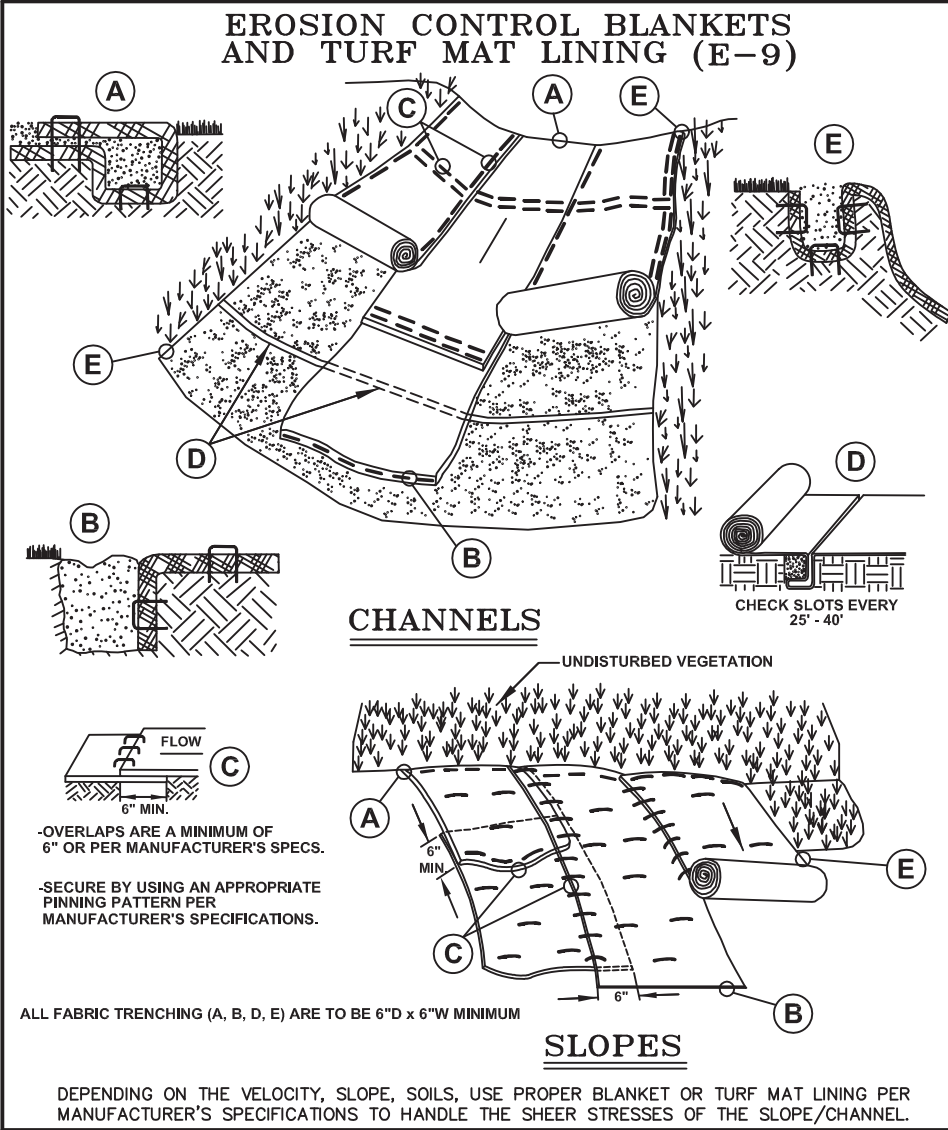 EROSION CONTROL BLANKETS
AND TURF MAT LINING (E-9)
A
C
A
E
E
E
D
B
B
D
CHECK SLOTS EVERY
25' - 40'
CHANNELS
UNDISTURBED VEGETATION
FLOW
C
6" MIN.
-OVERLAPS ARE A MINIMUM OF
6" OR PER MANUFACTURER'S SPECS.
-SECURE BY USING AN APPROPRIATE
PINNING PATTERN PER
MANUFACTURER'S SPECIFICATIONS.
A
6"
MIN.
E
C
6"
B
ALL FABRIC TRENCHING (A, B, D, E) ARE TO BE 6"D x 6"W MINIMUM
SLOPES
DEPENDING ON THE VELOCITY, SLOPE, SOILS, USE PROPER BLANKET OR TURF MAT LINING PER
MANUFACTURER'S SPECIFICATIONS TO HANDLE THE SHEER STRESSES OF THE SLOPE/CHANNEL.